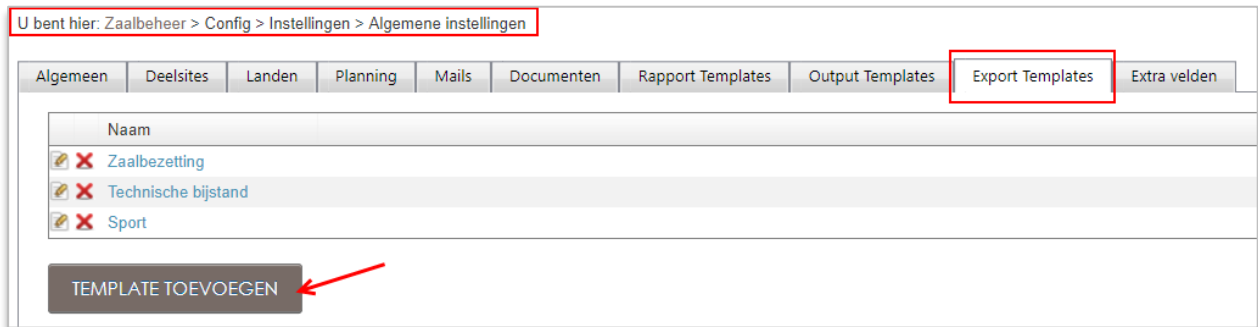 U bent hier: Zaalbeheer > Config > Instellingen > Algemene instellingen
Algemeen Deelsites Landen Planning Mails Documenten Rapport Templates Output Templates Export Templates Extra velden
Naam
Zaalbezetting
Technische bijstand
Sport
TEMPLATE TOEVOEGEN